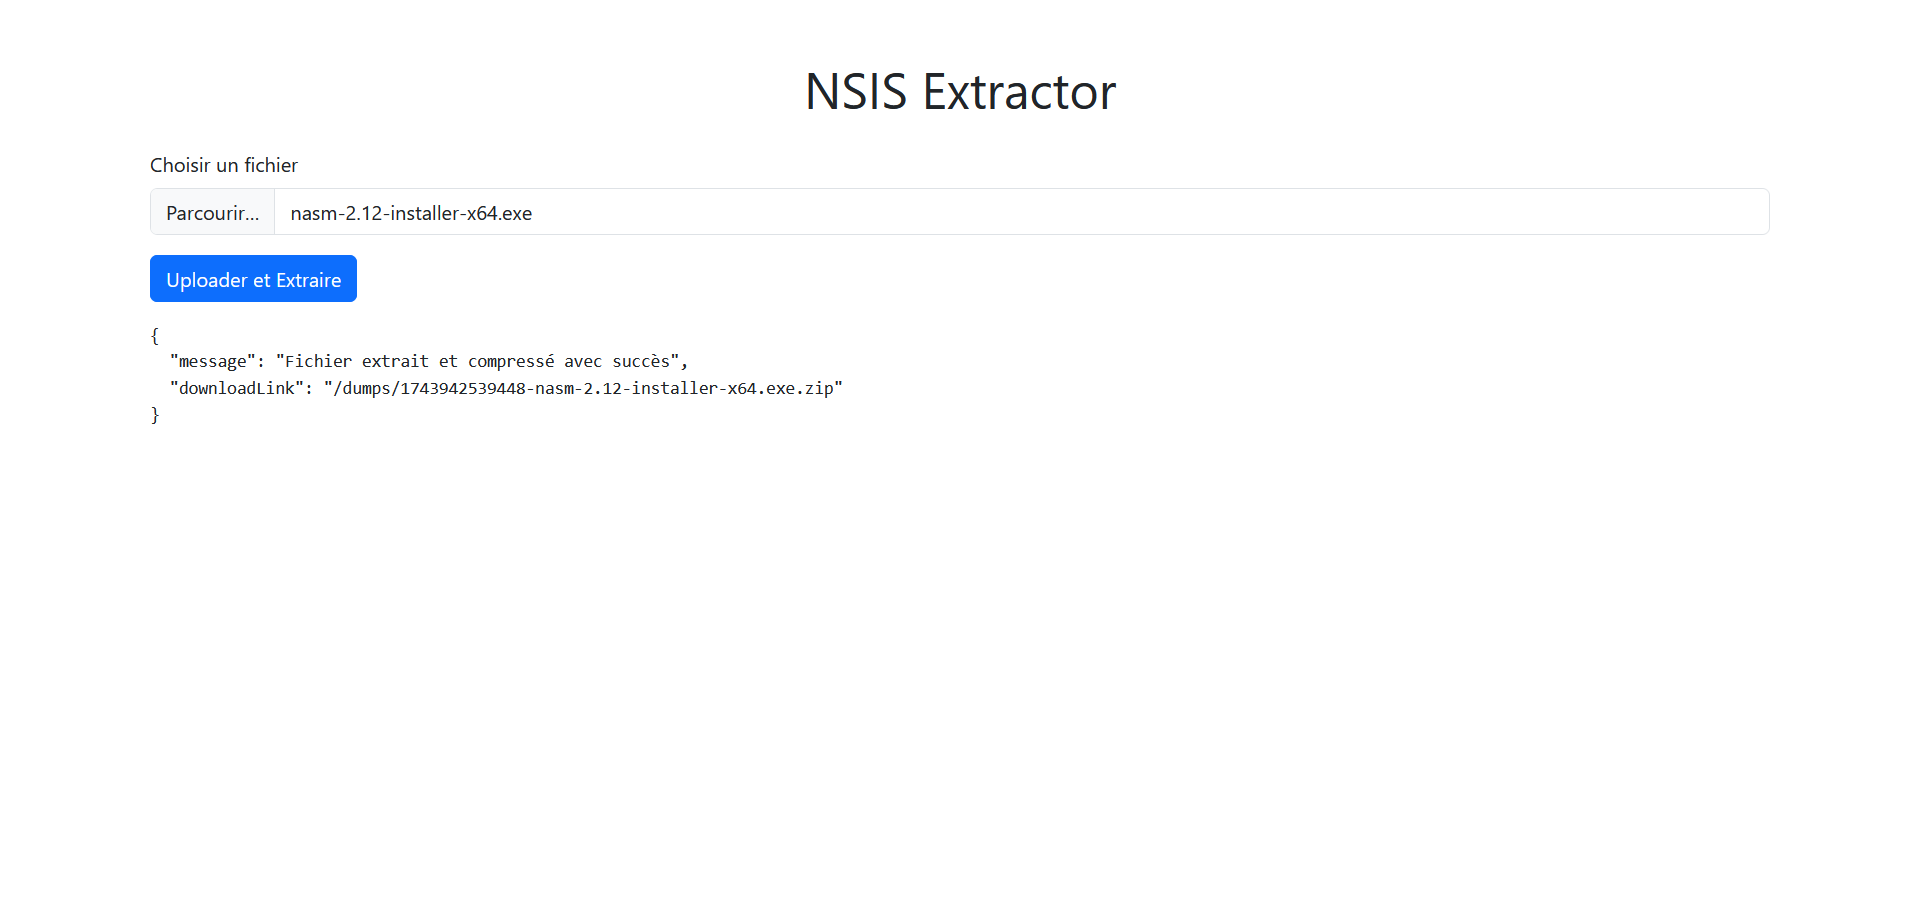 NSIS Extractor
Choisir un fichier
Parcourir... nasm-2.12-installer-x64.exe
Uploader et Extraire
{
"message": "Fichier extrait et compressé avec succès",
"downloadLink": "/dumps/1743942539448-nasm-2.12-installer-x64.exe.zip"
}